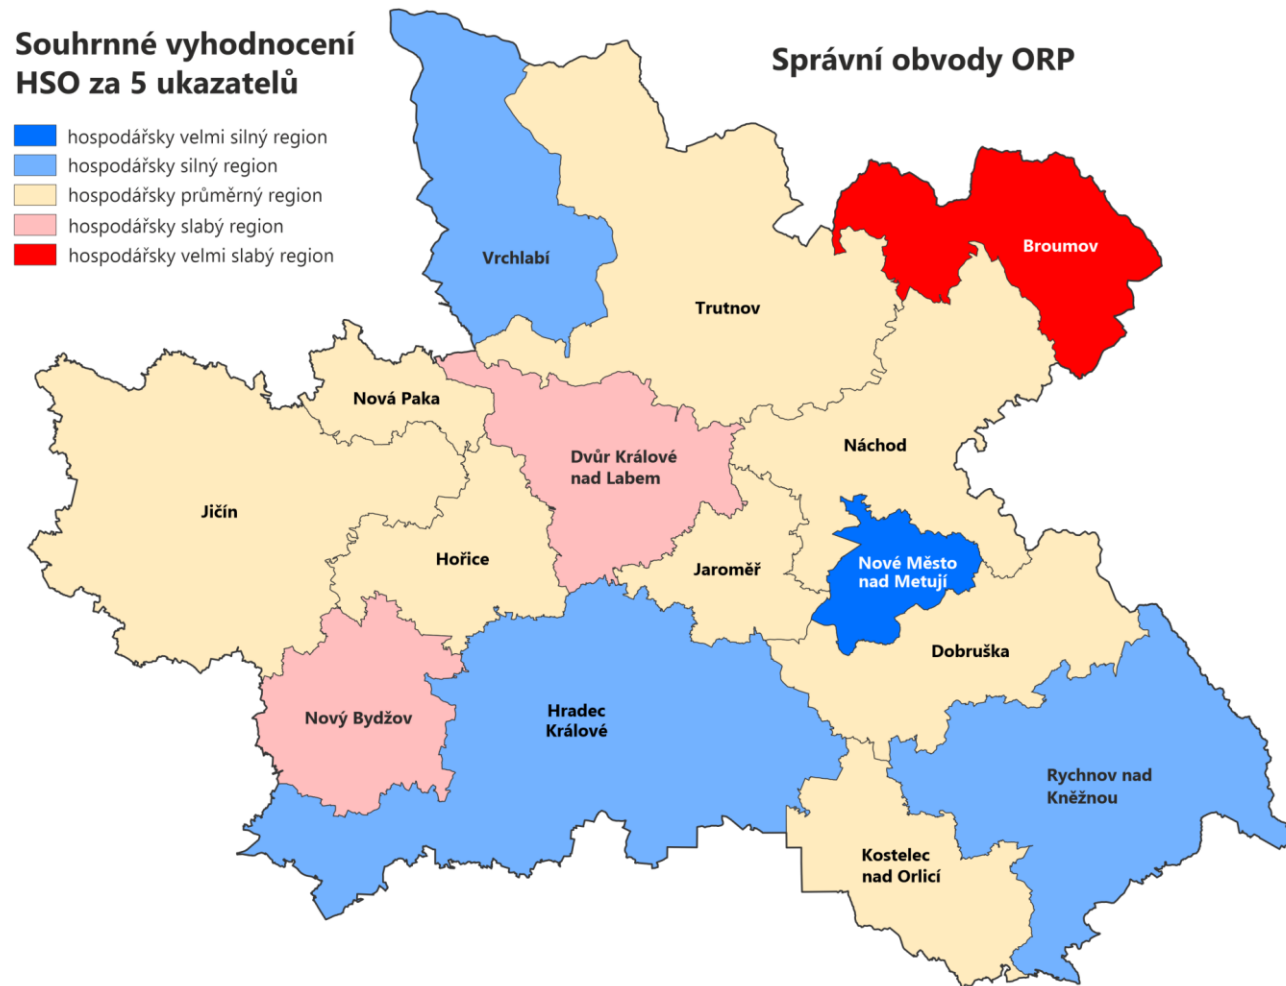 Souhrnné vyhodnocení
HSO za 5 ukazatelů
Správní obvody ORP
hospodářsky velmi silný region
hospodářsky silný region
hospodářsky průměrný region
hospodářsky slabý region
hospodářsky velmi slabý region
Broumov
Vrchlabí
Trutnov
Nová Paka
Náchod
Dvůr Králové
nad Labem
Jičín
Hořice
Jaroměř
Nové Město
nad Metují
Dobruška
Nový Bydžov
Hradec
Králové
Rychnov nad
Kněžnou
Kostelec
nad Orlicí